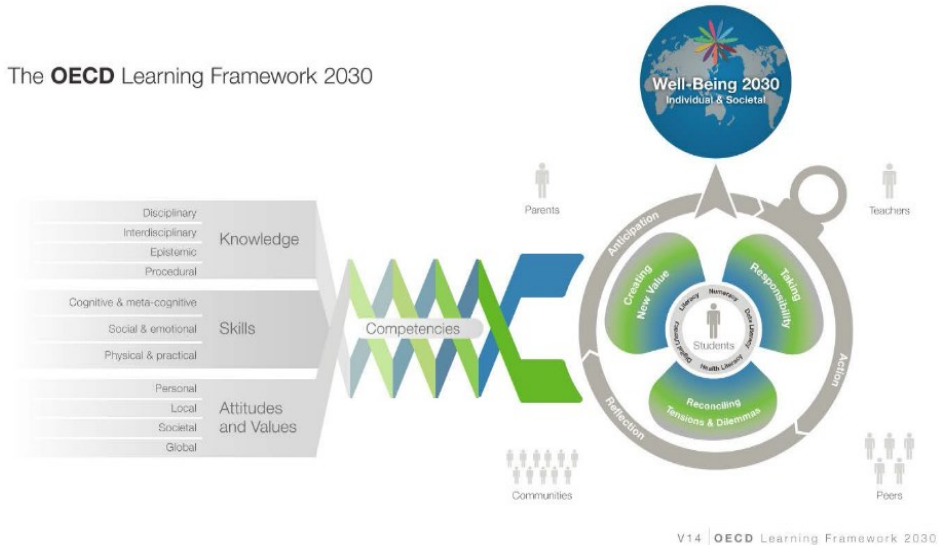 The OECD Learning Framework 2030
Well-Being 2030
Individual & Societal
Parents
Teachers
Disciplinary
Interdisciplinary
Epistemic
Procedural
Knowledge
Cognitive & meta-cognitive
Social & emotional
Physical & practical
Skills
Personal
Local
Societal
Global
Attitudes
and Values
Competencies
Anticipation
Action
Reflection
Creating
New Value
Taking
Responsibility
Reconciling
Tensions & Dilemmas
Literacy
Numeracy
Data Literacy
Health Literacy
Digital Literacy
Students
Communities
Peers
V14 | OECD Learning Framework 2030